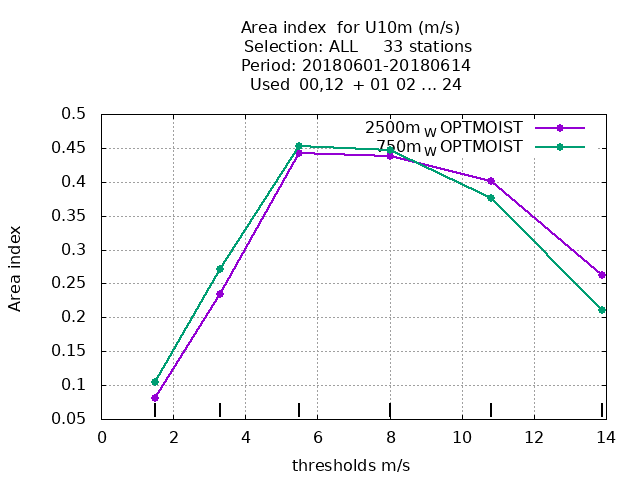 Area index  for U10m (m/s)
Selection: ALL     33 stations
Period: 20180601-20180614
Used  00,12  + 01 02 ... 24
2500m W OPTMOIST
750m W OPTMOIST
0.5
0.45
0.4
0.35
0.3
0.25
0.2
0.15
0.1
0.05
0 2 4 6 8 10 12 14
Area index
thresholds m/s